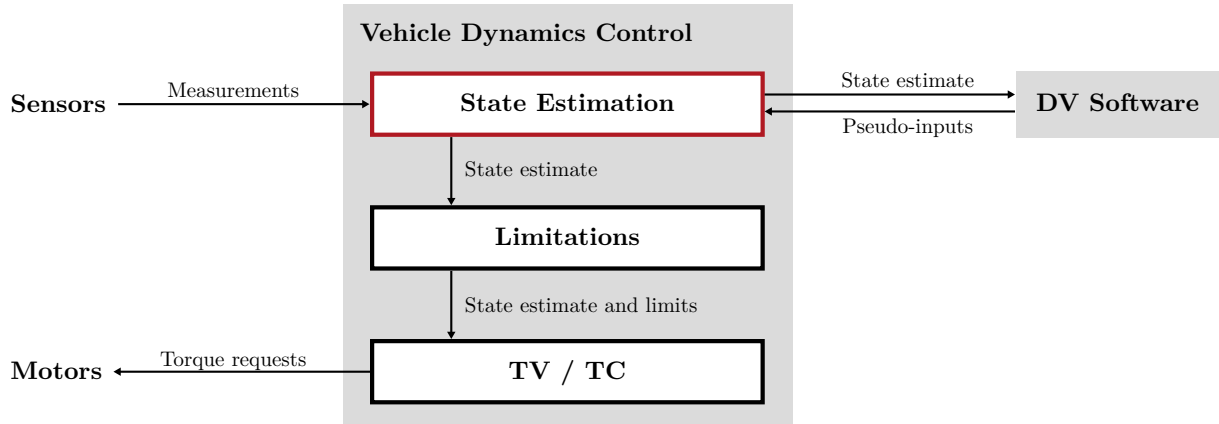 Vehicle Dynamics Control
Sensors
Measurements
State Estimation
State estimate
Pseudo-inputs
DV Software
State estimate
Limitations
State estimate and limits
Motors
Torque requests
TV / TC